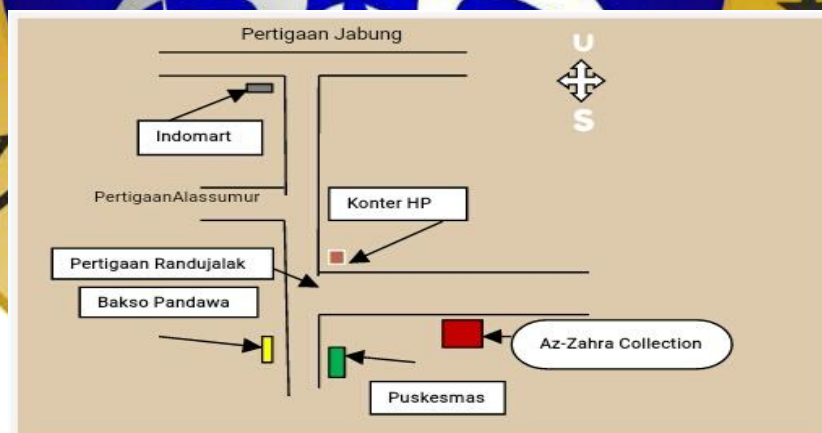 Pertigaan Jabung
U
S
Indomart
PertigaanAlassumur
Konter HP
Pertigaan Randujalak
Bakso Pandawa
Az-Zahra Collection
Puskesmas